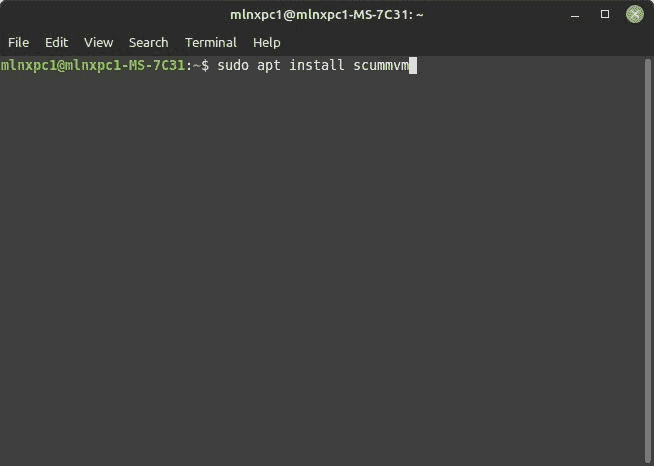 mlnxpc1@mlnxpc1-MS-7C31: ~
File Edit View Search Terminal Help
mlnxpc1@mlnxpc1-MS-7C31:~$ sudo apt install scummvm